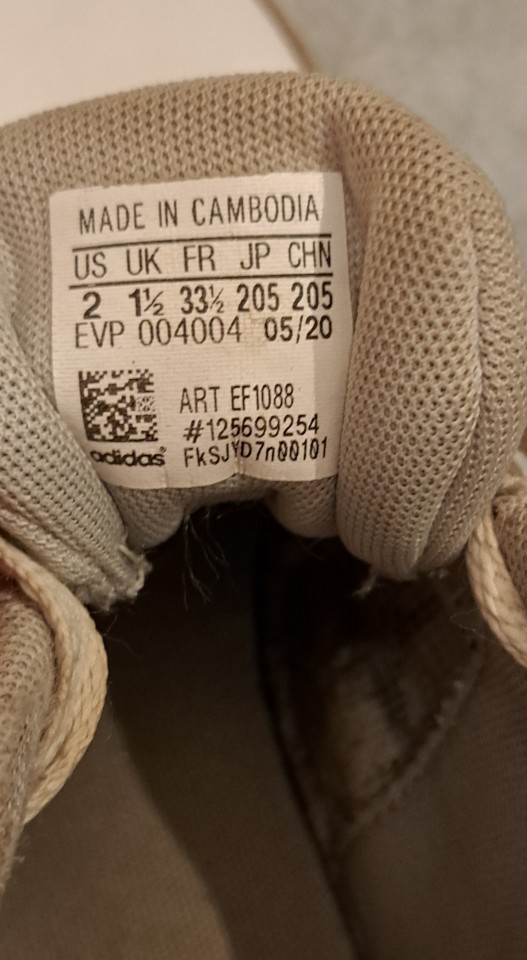 MADE IN CAMBODIA
US UK FR JP CHN
2 1½ 33½ 205 205
EVP 004004 05/20
ART EF1088
#125699254
adidas FkSJYD7n00101